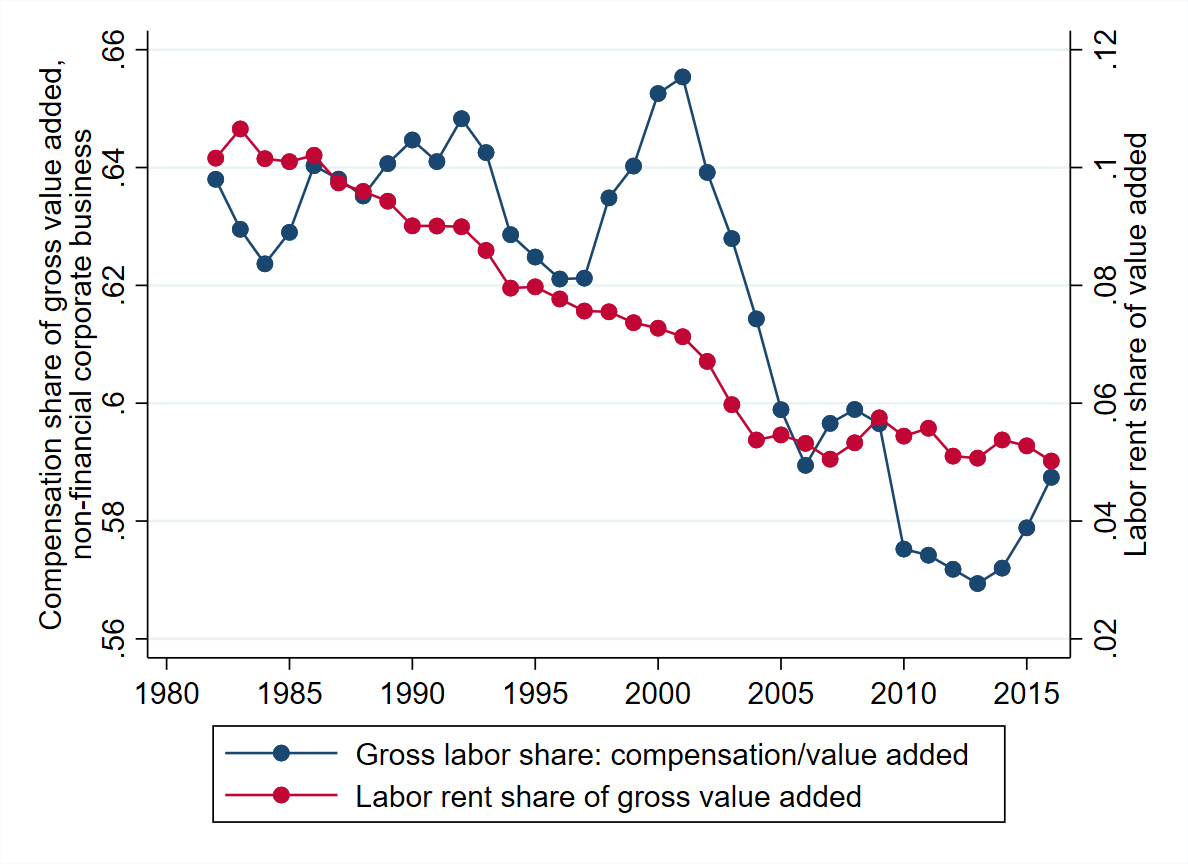 Compensation share of gross value added,
non-financial corporate business
.66
.64
.62
.6
.58
.56
.12
.1
.08
.06
.04
.02
Labor rent share of value added
1980 1985 1990 1995 2000 2005 2010 2015
Gross labor share: compensation/value added
Labor rent share of gross value added